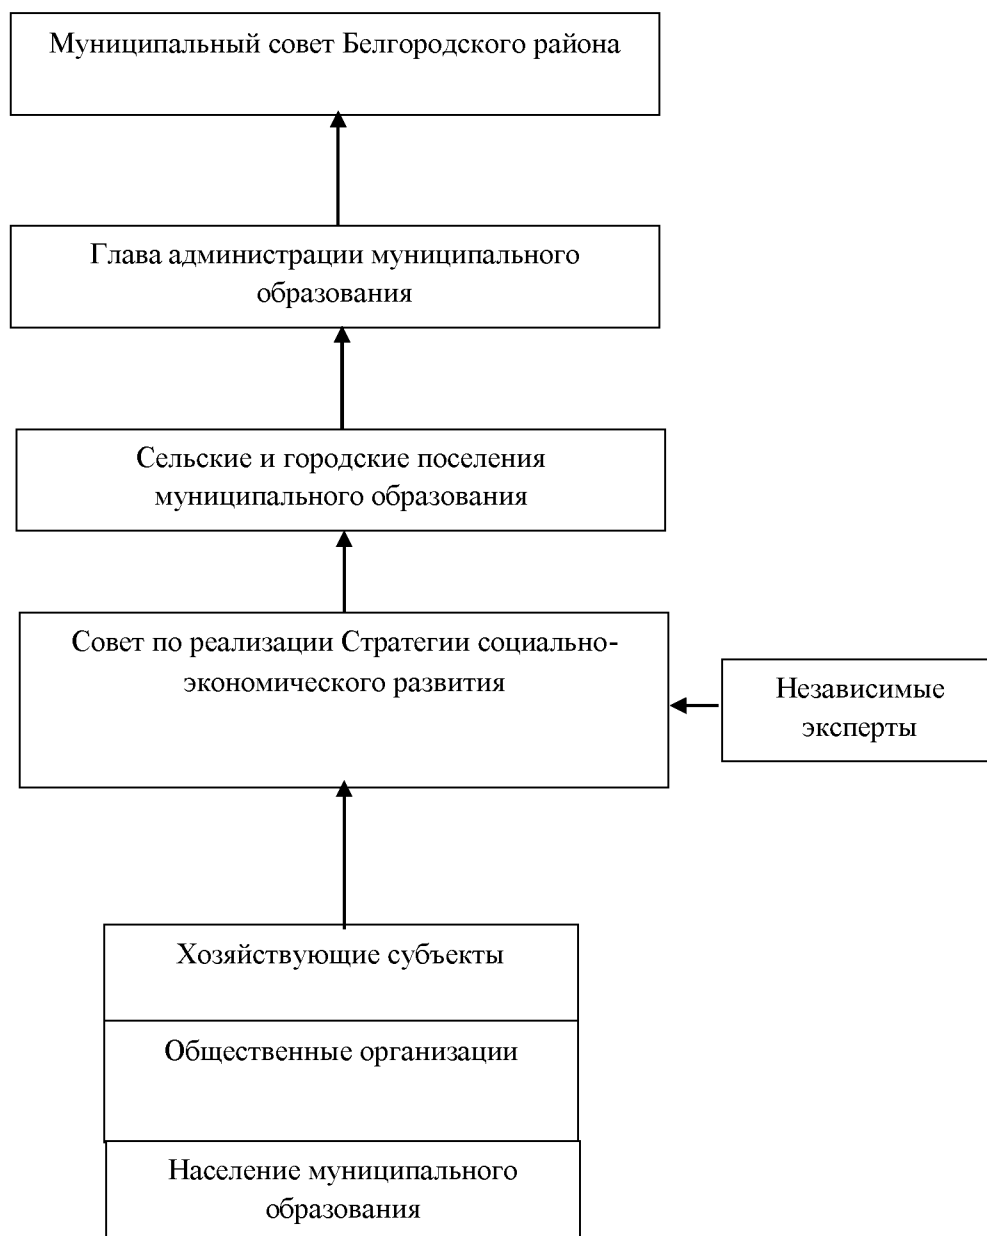 Муниципальный совет Белгородского района
Глава администрации муниципального
образования
Сельские и городские поселения
муниципального образования
Совет по реализации Стратегии социально-
экономического развития
Независимые
эксперты
Хозяйствующие субъекты
Общественные организации
Население муниципального
образования